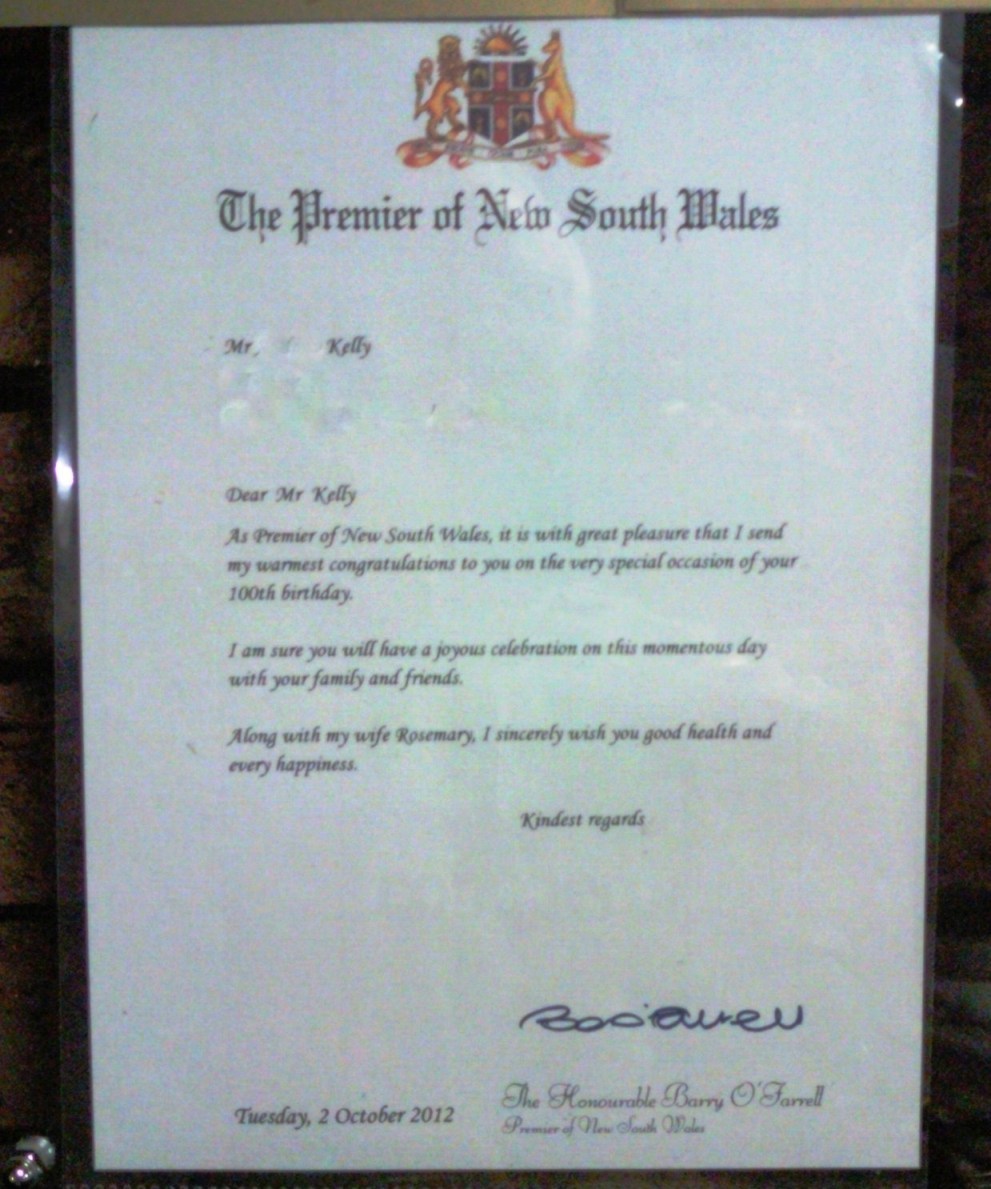 The Premier of New South Wales
Mr. Kelly
Dear Mr Kelly
As Premier of New South Wales, it is with great pleasure that I send
my warmest congratulations to you on the very special occasion of your
100th birthday.
I am sure you will have a joyous celebration on this momentous day
with your family and friends.
Along with my wife Rosemary, I sincerely wish you good health and
every happiness.
Kindest regards
Tuesday, 2 October 2012
The Honourable Barry O'Farrell
Premier of New South Wales